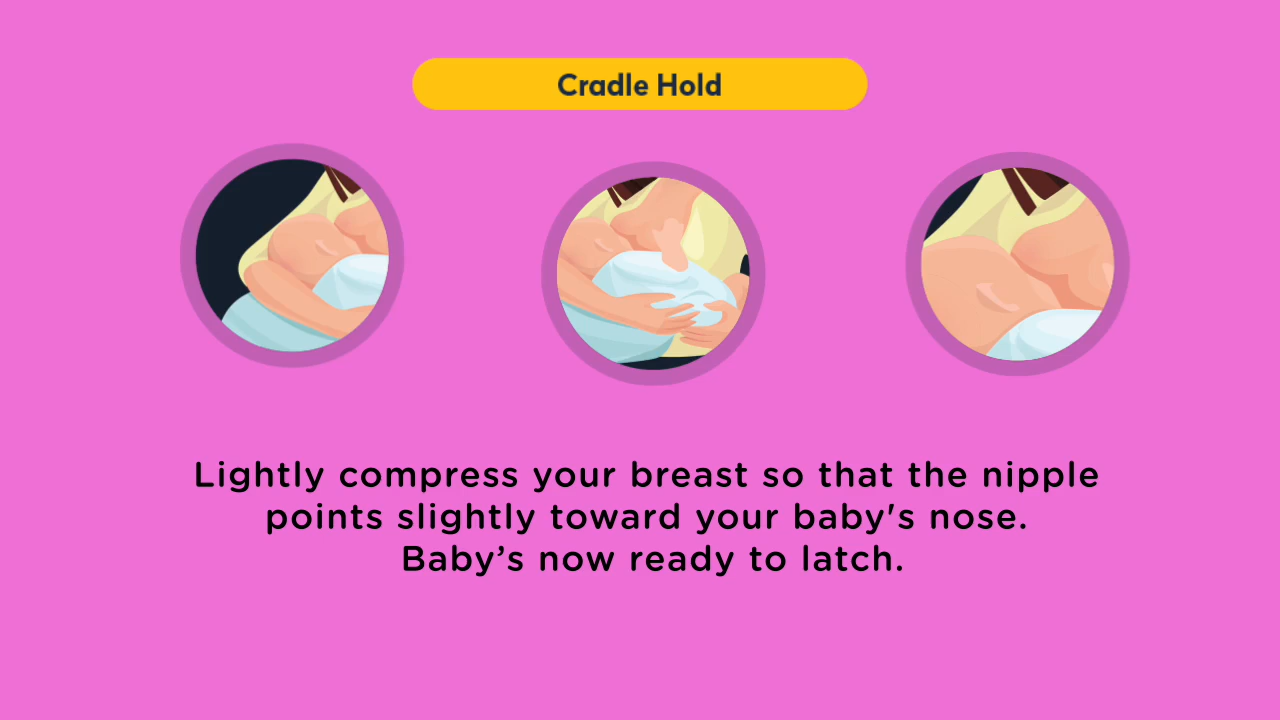 Cradle Hold
Lightly compress your breast so that the nipple
points slightly toward your baby's nose.
Baby’s now ready to latch.